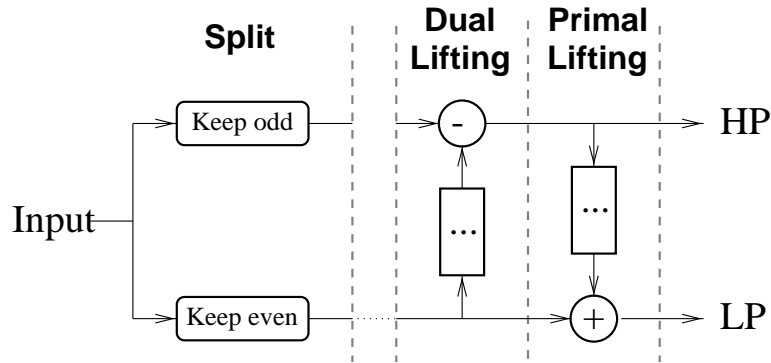 Split
Dual
Lifting
Primal
Lifting
Keep odd
-
HP
Input
...
...
Keep even
+
LP